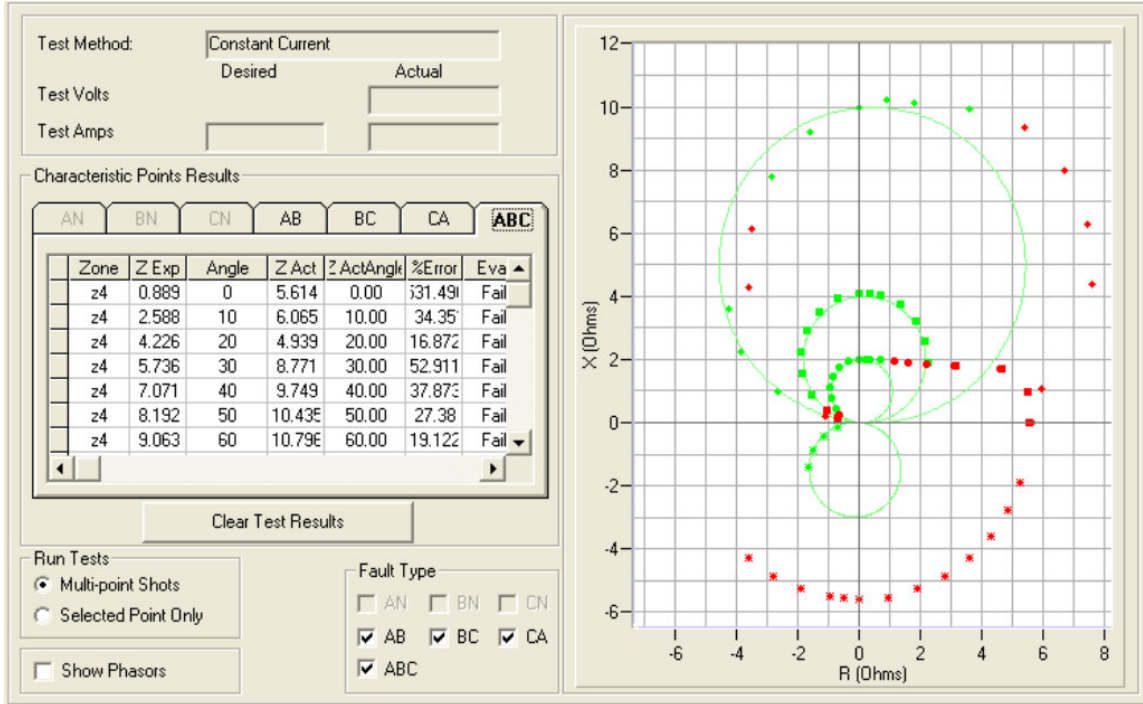 Test Method: Constant Current
Desired Actual
Test Volts
Test Amps
Characteristic Points Results
AN BN CN AB BC CA ABC
Zone Z Exp Angle Z Act %Error Eva
z4 0.889 0 5.614 0.00 Fail
z4 2.588 10 6.065 10.00 34.35 Fail
z4 4.226 20 4.939 20.00 16.872 Fail
z4 5.736 30 8.771 30.00 52.911 Fail
z4 7.071 40 9.749 40.00 37.873 Fail
z4 8.192 50 10.435 50.00 27.38 Fail
z4 9.063 60 10.796 60.00 19.122 Fail
Clear Test Results
Run Tests
Multi-point Shots
Selected Point Only
Show Phasors
Fault Type
AN BN CN
AB BC CA
ABC
12
10
8
6
4
2
0
-2
-4
-6
X (Ohms)
-6 -4 -2 0 2 4 6 8
R (Ohms)